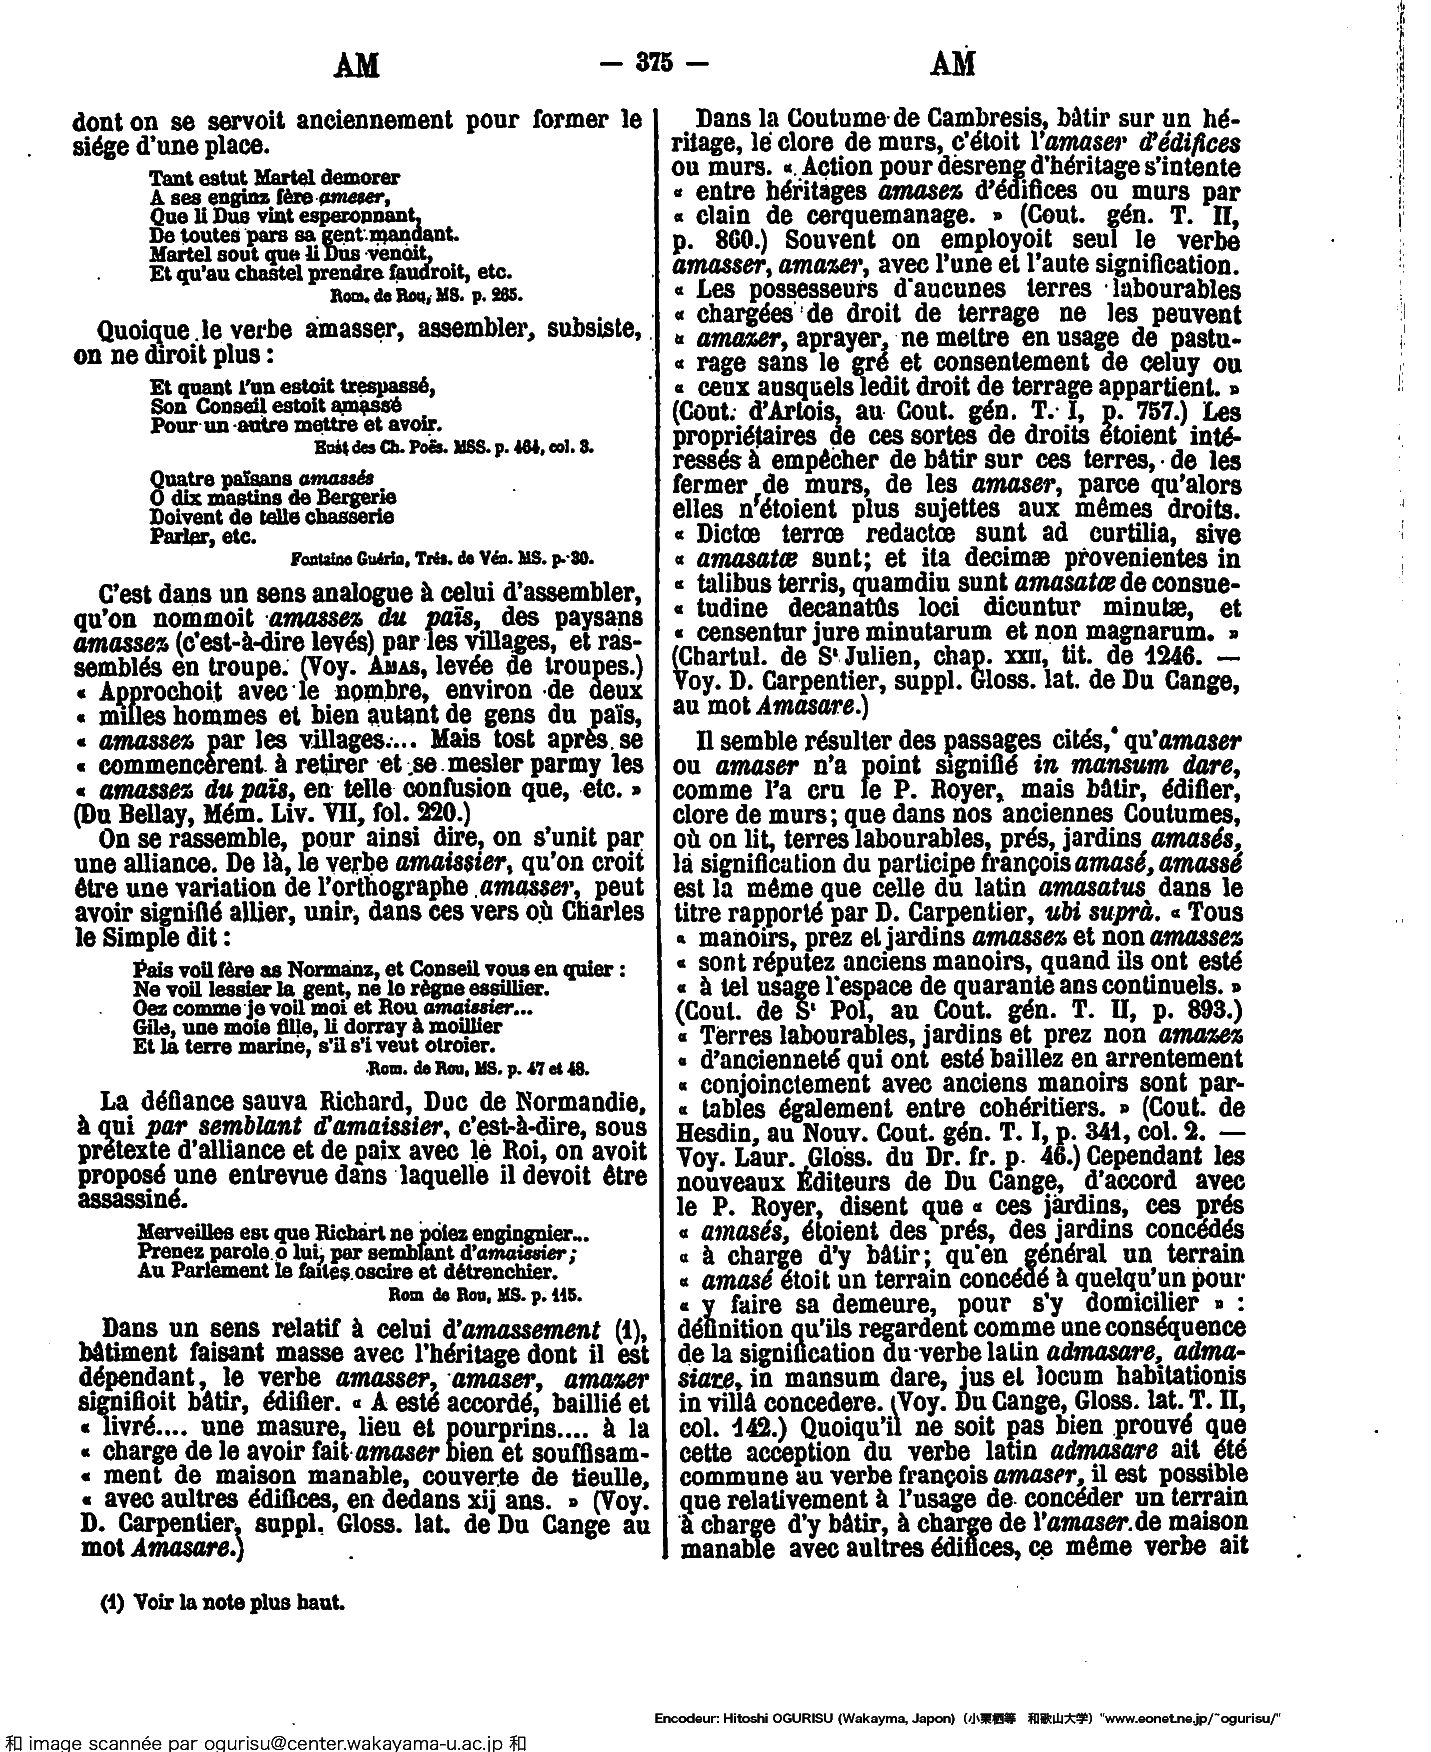 AM
— 375 —
AM
dont on se servoit anciennement pour former le
siége d'une place.
Tant estut Martel demorer
A ses enginz fère ameser,
Que li Dus vint esperonnant,
De toutes pars sa gent mandant.
Martel sout que li Dus venoit,
Et qu'au chastel prendre faudroit, etc.
Rom. de Rou, MS. p. 265.
Quoique le verbe amasser, assembler, subsiste,
on ne diroit plus :
Et quant l'un estoit trespassé,
Son Conseil estoit amassé
Pour un autre mettre et avoir.
Eust des Ch. Poës. MSS. p. 464, col. 3.
Quatre païsans amassés
O dix mastins de Bergerie
Doivent de telle chasserie
Parler, etc.
Fontaine Guérin, Trés. de Vén. MS. p. 30.
C'est dans un sens analogue à celui d'assembler,
qu'on nommoit amassez du païs, des paysans
amassez (c'est-à-dire levés) par les villages, et ras-
semblés en troupe. (Voy. AMAS, levée de troupes.)
« Approchoit avec le nombre, environ de deux
« milles hommes et bien autant de gens du païs,
« amassez par les villages.... Mais tost après se
« commencèrent à retirer et se mesler parmy les
« amassez du païs, en telle confusion que, etc. »
(Du Bellay, Mém. Liv. VII, fol. 220.)
On se rassemble, pour ainsi dire, on s'unit par
une alliance. De là, le verbe amaissier, qu'on croit
être une variation de l'orthographe amasser, peut
avoir signifié allier, unir, dans ces vers où Charles
le Simple dit :
Pais voil fère as Normanz, et Conseil vous en quier :
Ne voil lessier la gent, ne le règne essillier.
Oez comme je voil moi et Rou amaissier...
Gile, une moie fille, li dorray à moillier
Et la terre marine, s'il s'i veut otroier.
Rom. de Rou, MS. p. 47 et 48.
La défiance sauva Richard, Duc de Normandie,
à qui par semblant d'amaissier, c'est-à-dire, sous
prétexte d'alliance et de paix avec le Roi, on avoit
proposé une entrevue dans laquelle il devoit être
assassiné.
Merveilles est que Richart ne poiez engingnier...
Prenez parole o lui, par semblant d'amaissier ;
Au Parlement le faites oscire et détrenchier.
Rom de Rou, MS. p. 115.
Dans un sens relatif à celui d'amassement (1),
bâtiment faisant masse avec l'héritage dont il est
dépendant, le verbe amasser, amaser, amazer
signifioit bâtir, édifier. « A esté accordé, baillié et
« livré.... une masure, lieu et pourprins.... à la
« charge de le avoir fait amaser bien et souffisam-
« ment de maison manable, couverte de tieulle,
« avec aultres édifices, en dedans xij ans. » (Voy.
D. Carpentier, suppl. Gloss. lat. de Du Cange au
mot Amasare.)
(1) Voir la note plus haut.
Dans la Coutume de Cambresis, bâtir sur un hé-
ritage, le clore de murs, c'étoit l'amaser d'édifices
ou murs. « Action pour desreng d'héritage s'intente
« entre héritages amasez d'édifices ou murs par
« clain de cerquemanage. » (Cout. gén. T. II,
p. 860.) Souvent on employoit seul le verbe
amasser, amazer, avec l'une et l'aute signification.
« Les possesseurs d'aucunes terres labourables
« chargées de droit de terrage ne les peuvent
« amazer, aprayer, ne mettre en usage de pastu-
« rage sans le gré et consentement de celuy ou
« ceux ausquels ledit droit de terrage appartient. »
(Cout. d'Artois, au Cout. gén. T. I, p. 757.) Les
propriétaires de ces sortes de droits étoient inté-
ressés à empêcher de bâtir sur ces terres, de les
fermer de murs, de les amaser, parce qu'alors
elles n'étoient plus sujettes aux mêmes droits.
« Dictœ terrœ redactœ sunt ad curtilia, sive
« amasatœ sunt; et ita decimæ provenientes in
« talibus terris, quamdiu sunt amasatœ de consue-
« tudine decanatûs loci dicuntur minutæ, et
« censentur jure minutarum et non magnarum. »
(Chartul. de St Julien, chap. XXII, tit. de 1246. —
Voy. D. Carpentier, suppl. Gloss. lat. de Du Cange,
au mot Amasare.)
Il semble résulter des passages cités, qu'amaser
ou amaser n'a point signifié in mansum dare,
comme l'a cru le P. Royer, mais bâtir, édifier,
clore de murs ; que dans nos anciennes Coutumes,
où on lit, terres labourables, prés, jardins amasés,
la signification du participe françois amasé, amassé
est la même que celle du latin amasatus dans le
titre rapporté par D. Carpentier, ubi suprà. « Tous
« manoirs, prez et jardins amassez et non amassez
« sont réputez anciens manoirs, quand ils ont esté
« à tel usage l'espace de quarante ans continuels. »
(Cout. de St Pol, au Cout. gén. T. II, p. 893.)
« Terres labourables, jardins et prez non amazez
« d'ancienneté qui ont esté baillez en arrentement
« conjoinctement avec anciens manoirs sont par-
« tables également entre cohéritiers. » (Cout. de
Hesdin, au Nouv. Cout. gén. T. I, p. 341, col. 2. —
Voy. Laur. Gloss. du Dr. fr. p. 46.) Cependant les
nouveaux Éditeurs de Du Cange, d'accord avec
le P. Royer, disent que « ces jardins, ces prés
« amasés, étoient des prés, des jardins concédés
« à charge d'y bâtir ; qu'en général un terrain
« amasé étoit un terrain concédé à quelqu'un pour
« y faire sa demeure, pour s'y domicilier » :
définition qu'ils regardent comme une conséquence
de la signification du verbe latin admasare, adma-
siare, in mansum dare, jus et locum habitationis
in villâ concedere. (Voy. Du Cange, Gloss. lat. T. II,
col. 142.) Quoiqu'il ne soit pas bien prouvé que
cette acception du verbe latin admasare ait été
commune au verbe françois amaser, il est possible
que relativement à l'usage de concéder un terrain
à charge d'y bâtir, à charge de l'amaser de maison
manable avec aultres édifices, ce même verbe ait
Encodeur: Hitoshi OGURISU (Wakayma, Japon) (小栗栖等 和歌山大学) "www.eonet.ne.jp/~ogurisu/"
和 image scannée par ogurisu@center.wakayama-u.ac.jp 和